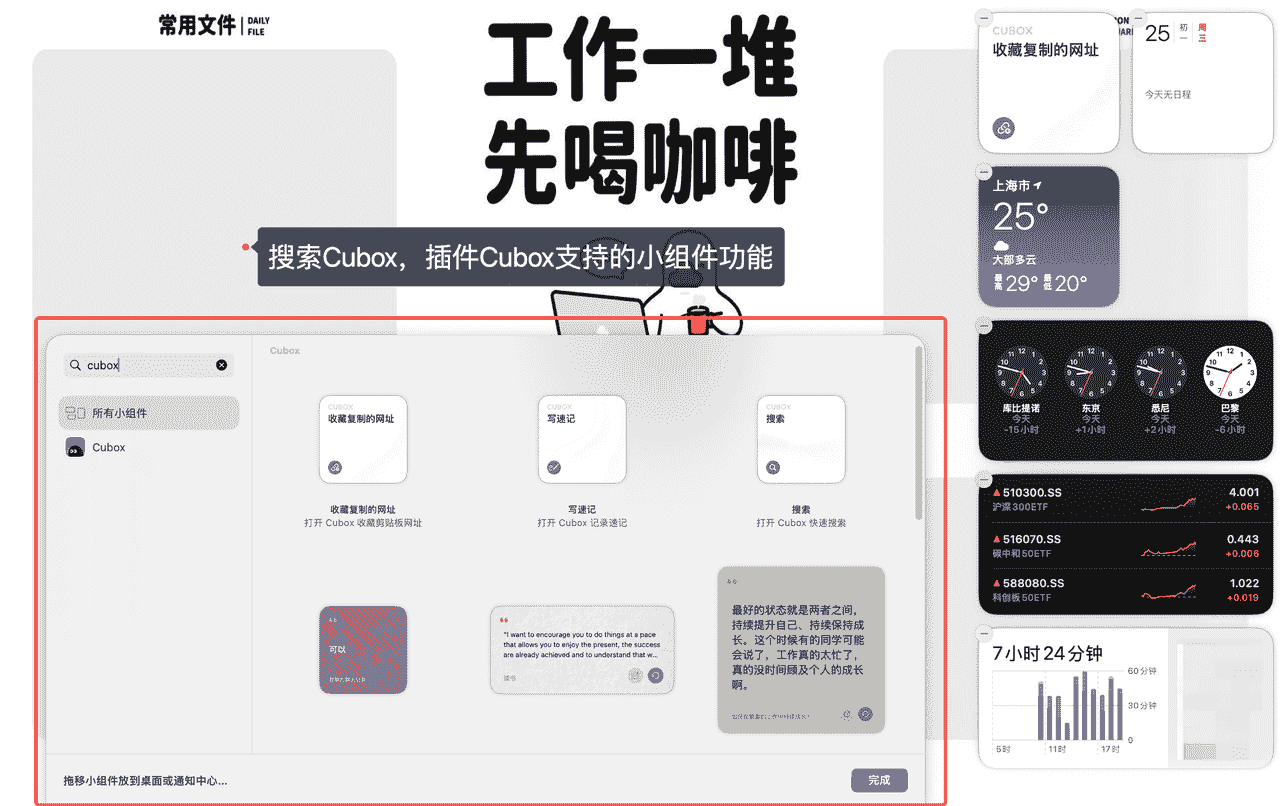 常用文件
DAILY
FILE
工作一堆
先喝咖啡
搜索Cubox，插件Cubox支持的小组件功能
cubox
所有小组件
Cubox
Cubox
CUBOX
收藏复制的网址
收藏复制的网址
打开 Cubox 收藏剪贴板网址
CUBOX
写速记
写速记
打开 Cubox 记录速记
CUBOX
搜索
搜索
打开 Cubox 快速搜索
可以
"I want to encourage you to do things at a pace
that allows you to enjoy the present, the success
are already achieved and to understand that w...
最好的状态就是两者之间，
持续提升自己、持续保持成
长。这个时候有的同学可能
会说了，工作真的太忙了，
真的没时间顾及个人的成长
啊。
拖移小组件放到桌面或通知中心...
完成
CUBOX
收藏复制的网址
25
初一
周三
今天无日程
上海市
25°
大部多云
最高 29° 最低 20°
库比提诺
今天
-15小时
东京
今天
+1小时
悉尼
今天
+2小时
巴黎
今天
-6小时
510300.SS 4.001
沪深300ETF +0.065
516070.SS 0.443
碳中和50ETF +0.006
588080.SS 1.022
科创板50ETF +0.019
7小时24分钟
60分钟
30分钟
0
5时 11时 17时